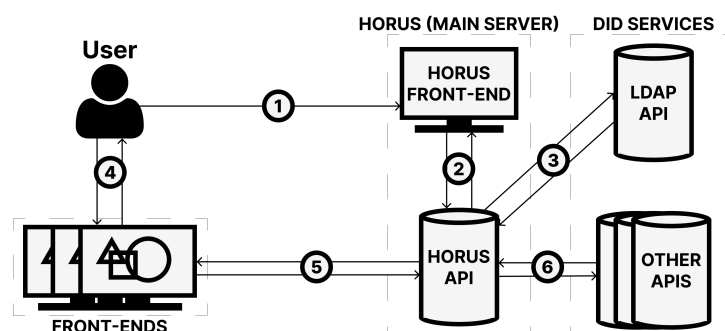 HORUS (MAIN SERVER)
DID SERVICES
User
HORUS
FRONT-END
LDAP
API
1
2
3
4
HORUS
API
5
6
OTHER
APIS
FRONT-ENDS